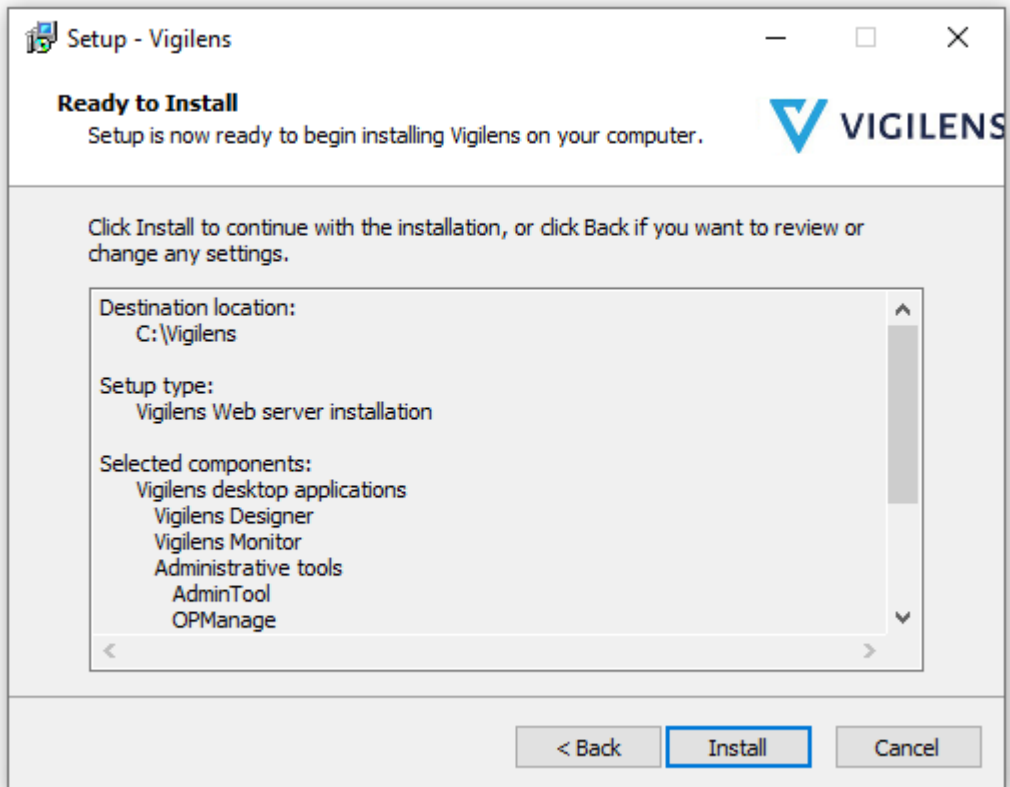 Setup - Vigilens
Ready to Install
Setup is now ready to begin installing Vigilens on your computer.
VIGILENS
Click Install to continue with the installation, or click Back if you want to review or
change any settings.
Destination location:
C:\Vigilens
Setup type:
Vigilens Web server installation
Selected components:
Vigilens desktop applications
Vigilens Designer
Vigilens Monitor
Administrative tools
AdminTool
OPManage
< Back
Install
Cancel